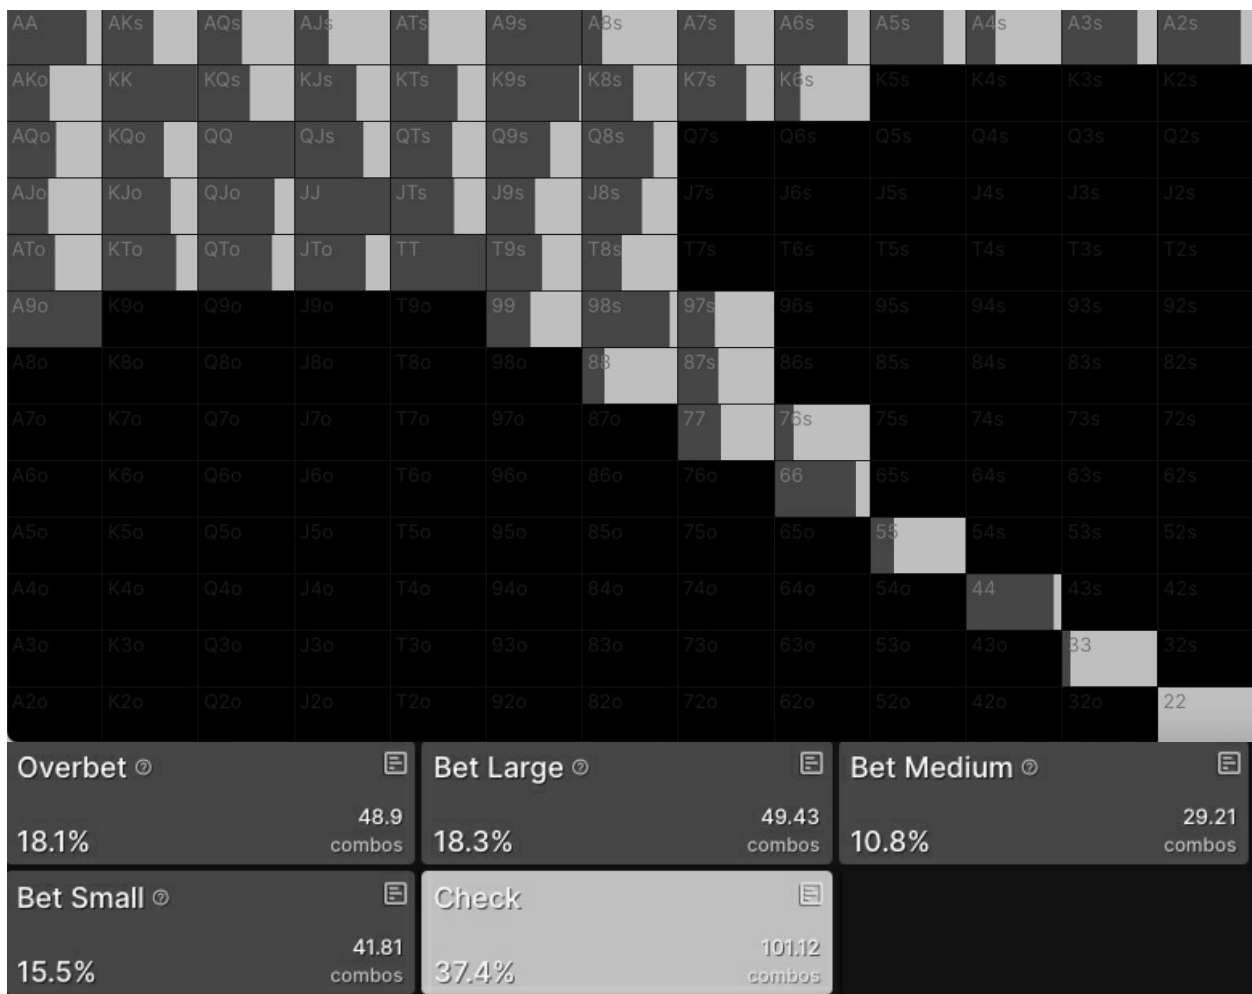 AA AKs AQs AJs ATs A9s A8s A7s A6s A5s A4s A3s A2s
AKo KK KQs KJs KTs K9s K8s K7s K6s K5s K4s K3s K2s
AQo KQo QQ QJs QTs Q9s Q8s Q7s Q6s Q5s Q4s Q3s Q2s
AJo KJo QJo JJ JTs J9s J8s J7s J6s J5s J4s J3s J2s
ATo KTo QTo JTo TT T9s T8s T7s T6s T5s T4s T3s T2s
A9o K9o Q9o J9o T9o 99 98s 97s 96s 95s 94s 93s 92s
A8o K8o Q8o J8o T8o 98o 88 87s 86s 85s 84s 83s 82s
A7o K7o Q7o J7o T7o 97o 87o 77 76s 75s 74s 73s 72s
A6o K6o Q6o J6o T6o 96o 86o 76o 66 65s 64s 63s 62s
A5o K5o Q5o J5o T5o 95o 85o 75o 65o 55 54s 53s 52s
A4o K4o Q4o J4o T4o 94o 84o 74o 64o 54o 44 43s 42s
A3o K3o Q3o J3o T3o 93o 83o 73o 63o 53o 43o 33 32s
A2o K2o Q2o J2o T2o 92o 82o 72o 62o 52o 42o 32o 22
Overbet ?
48.9
18.1% combos
Bet Large ?
49.43
18.3% combos
Bet Medium ?
29.21
10.8% combos
Bet Small ?
41.81
15.5% combos
Check
101.12
37.4% combos